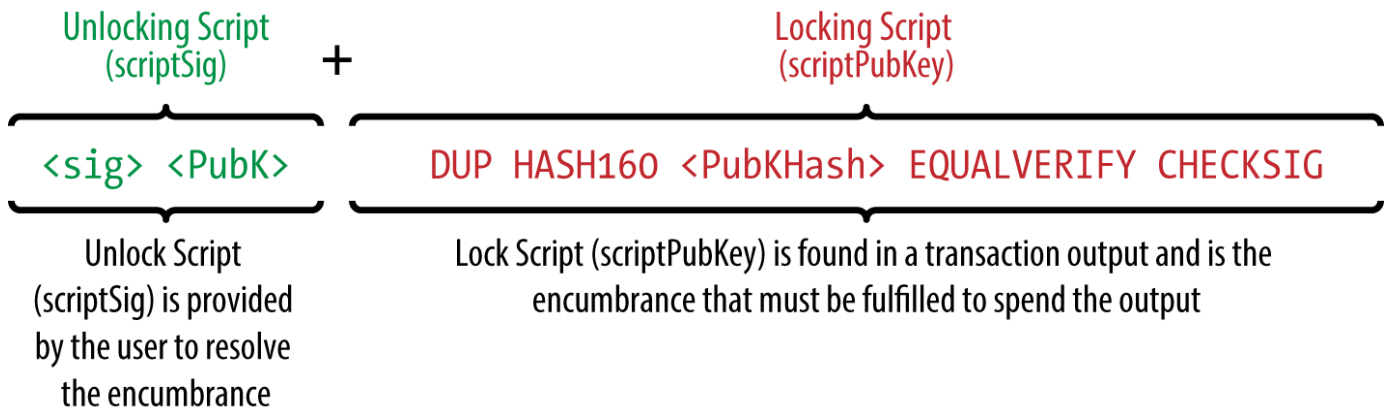 Unlocking Script
(scriptSig)
+
Locking Script
(scriptPubKey)
<sig> <PubK>
DUP HASH160 <PubKHash> EQUALVERIFY CHECKSIG
Unlock Script
(scriptSig) is provided
by the user to resolve
the encumbrance
Lock Script (scriptPubKey) is found in a transaction output and is the
encumbrance that must be fulfilled to spend the output